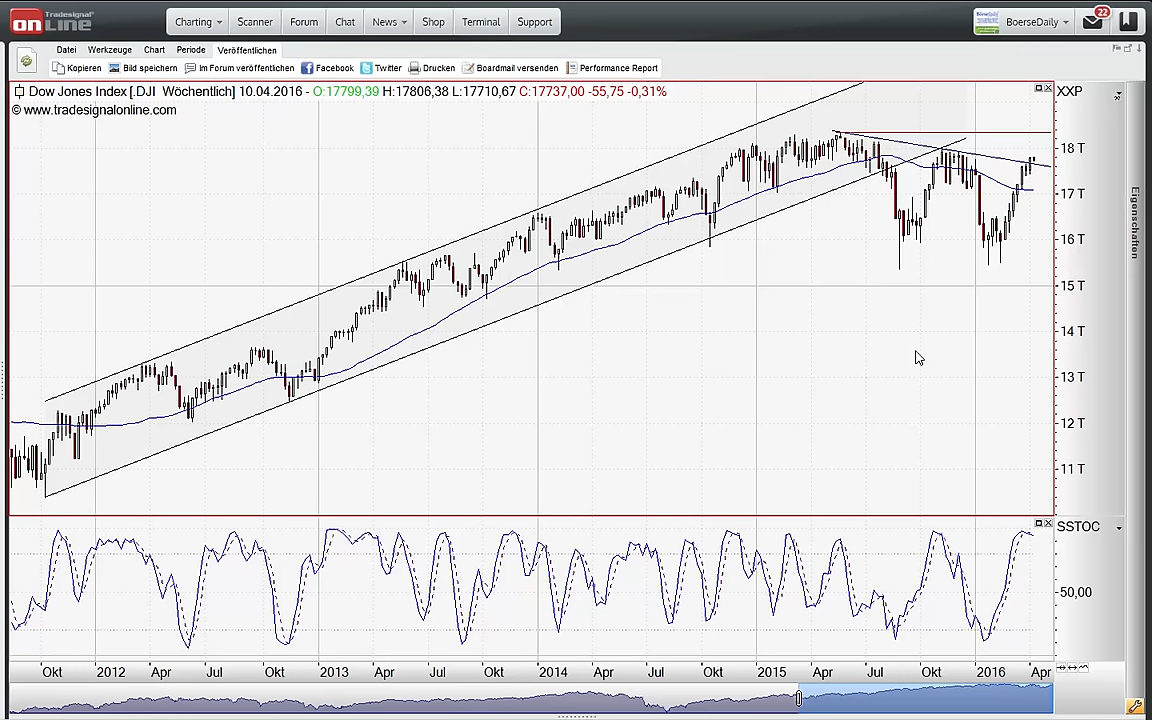 Tradesignal® onLine Charting Scanner Forum Chat News Shop Terminal Support BoerseDaily 22
Datei Werkzeuge Chart Periode Veröffentlichen
Kopieren Bild speichern Im Forum veröffentlichen Facebook Twitter Drucken Boardmail versenden Performance Report
Dow Jones Index [.DJI Wöchentlich] 10.04.2016 - O:17799,39 H:17806,38 L:17710,67 C:17737,00 -55,75 -0,31% XXP
© www.tradesignalonline.com
18 T
17 T
16 T
15 T
14 T
13 T
12 T
11 T
Eigenschaften
SSTOC
50,00
Okt 2012 Apr Jul Okt 2013 Apr Jul Okt 2014 Apr Jul Okt 2015 Apr Jul Okt 2016 Apr